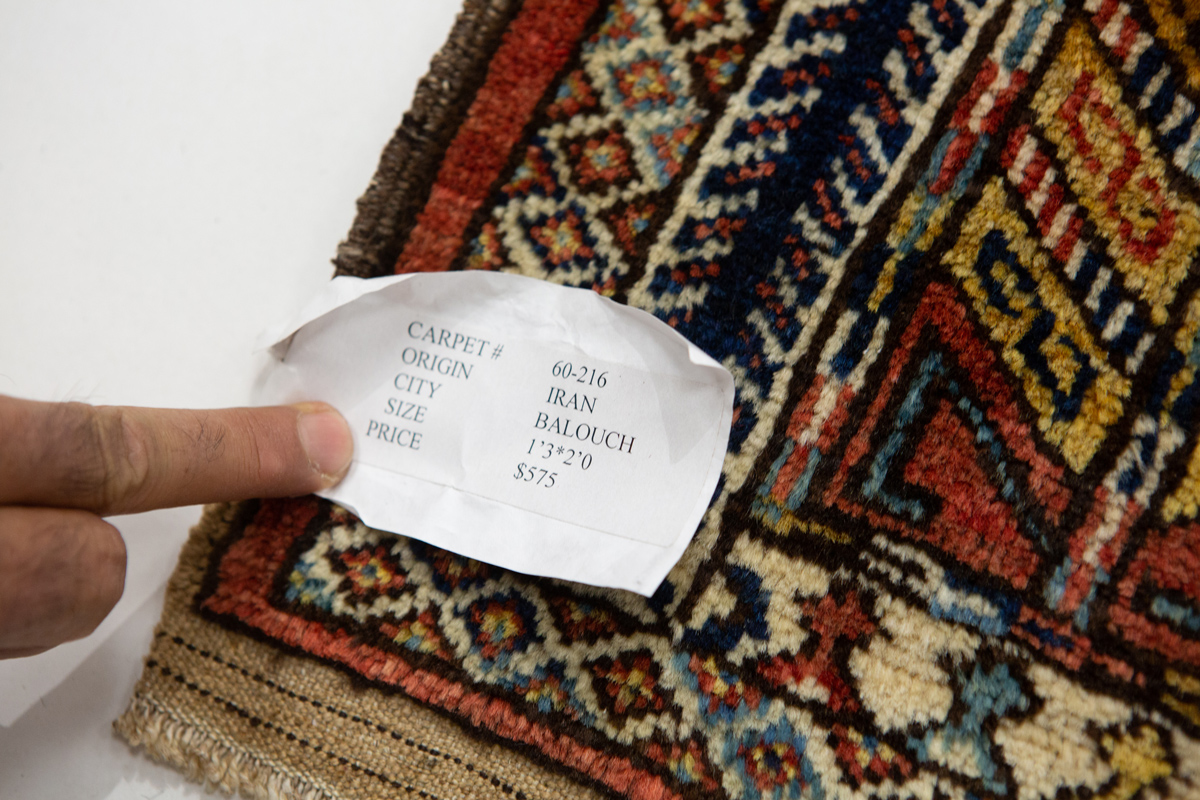 CARPET # 60-216
ORIGIN IRAN
CITY BALOUCH
SIZE 1'3*2'0
PRICE $575